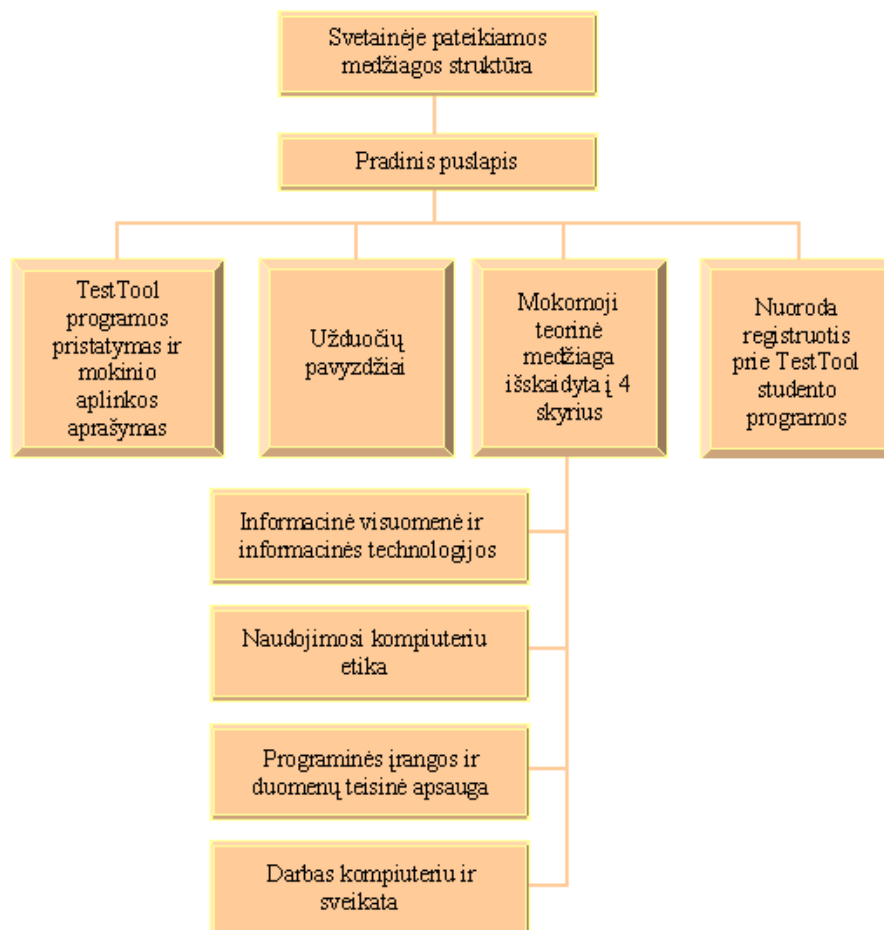 Svetainėje pateikiamos
medžiagos struktūra
Pradinis puslapis
TestTool
programos
pristatymas ir
mokinio
aplinkos
aprašymas
Užduočių
pavyzdžiai
Mokomoji
teorinė
medžiaga
išskaidyta į 4
skyrius
Nuoroda
registruotis
prie TestTool
studento
programos
Informacinė visuomenė ir
informacinės technologijos
Naudojimosi kompiuteriu
etika
Programinės įrangos ir
duomenų teisinė apsauga
Darbas kompiuteriu ir
sveikata